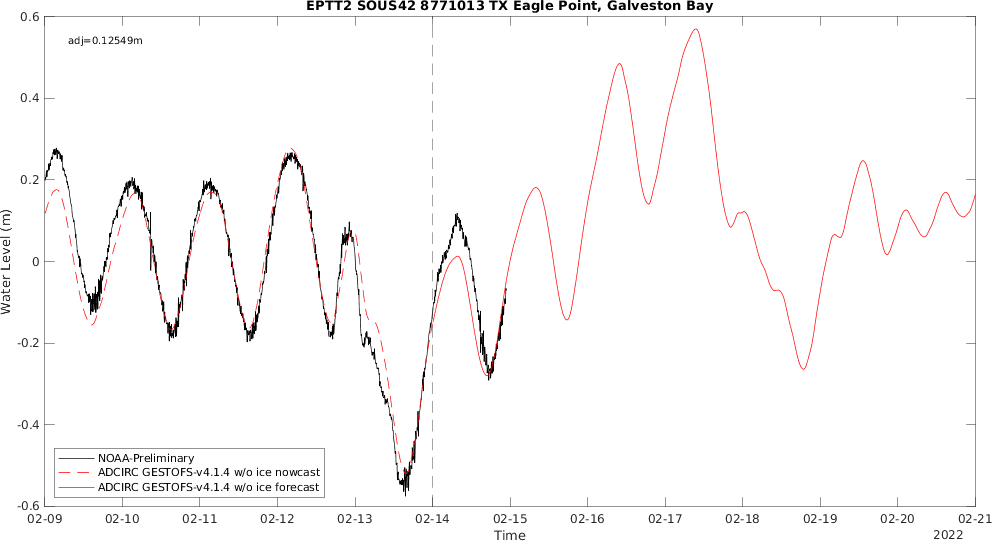 EPTT2 SOUS42 8771013 TX Eagle Point, Galveston Bay
0.6
adj=0.12549m
0.4
0.2
0
-0.2
-0.4
-0.6
Water Level (m)
NOAA-Preliminary
ADCIRC GESTOFS-v4.1.4 w/o ice nowcast
ADCIRC GESTOFS-v4.1.4 w/o ice forecast
02-09 02-10 02-11 02-12 02-13 02-14 02-15 02-16 02-17 02-18 02-19 02-20 02-21
Time
2022